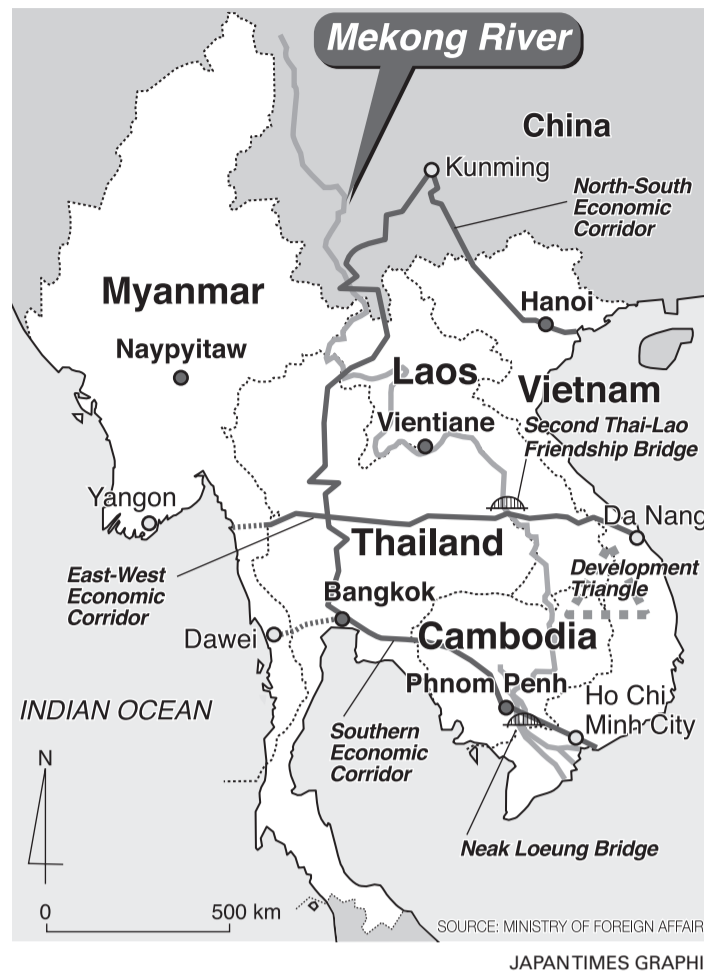 Mekong River
China
Kunming
North-South
Economic
Corridor
Myanmar
Hanoi
Naypyitaw
Laos
Vietnam
Vientiane
Second Thai-Lao
Friendship Bridge
Yangon
Da Nang
Thailand
East-West
Economic
Corridor
Development
Triangle
Bangkok
Dawei
Cambodia
Phnom Penh
Ho Chi
Minh City
INDIAN OCEAN
Southern
Economic
Corridor
N
Neak Loeung Bridge
0 500 km
SOURCE: MINISTRY OF FOREIGN AFFAIR
JAPAN TIMES GRAPHI